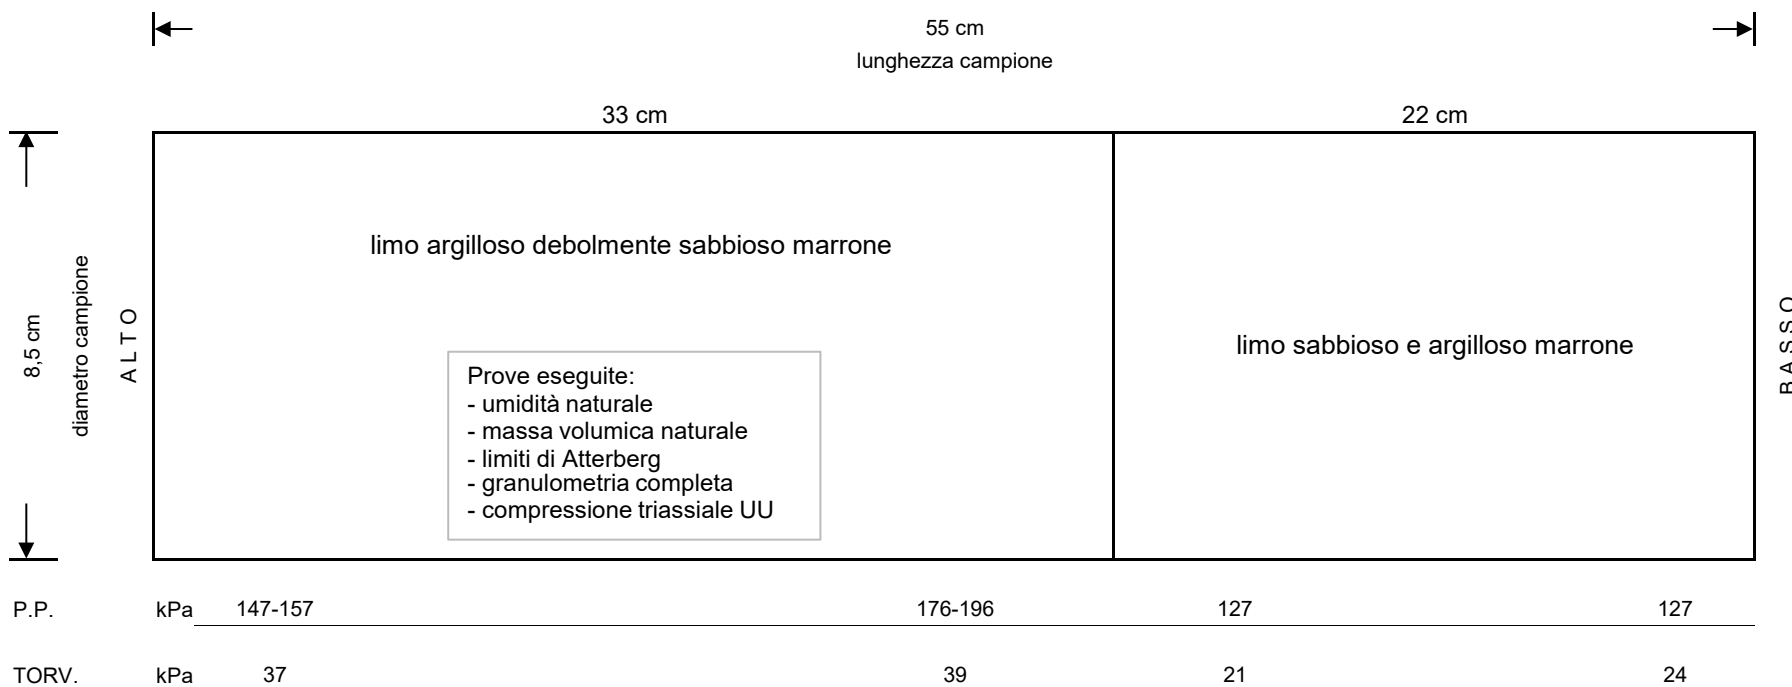 55 cm
lunghezza campione
33 cm
22 cm
8,5 cm
diametro campione
ALTO
limo argilloso debolmente sabbioso marrone
Prove eseguite:
- umidità naturale
- massa volumica naturale
- limiti di Atterberg
- granulometria completa
- compressione triassiale UU
limo sabbioso e argilloso marrone
BASSO
P.P. kPa 147-157 176-196 127 127
TORV. kPa 37 39 21 24